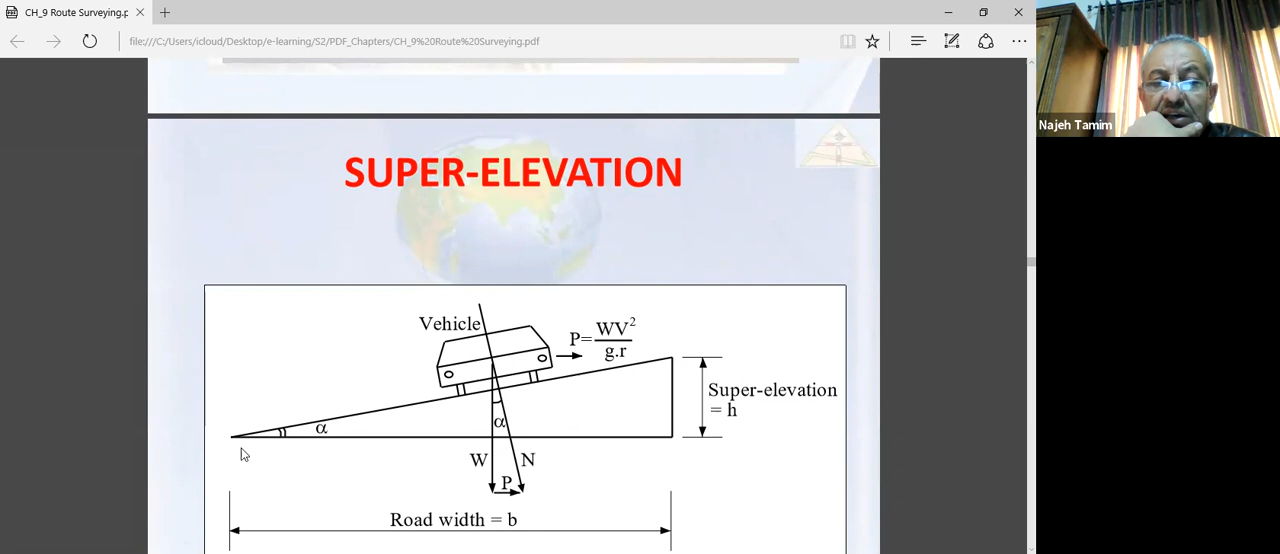 CH_9 Route Surveying.p
file:///C:/Users/icloud/Desktop/e-learning/S2/PDF_Chapters/CH_9%20Route%20Surveying.pdf
Najeh Tamim
SUPER-ELEVATION
Vehicle
P=WV²/g.r
Super-elevation
= h
α
α
W
N
P
Road width = b